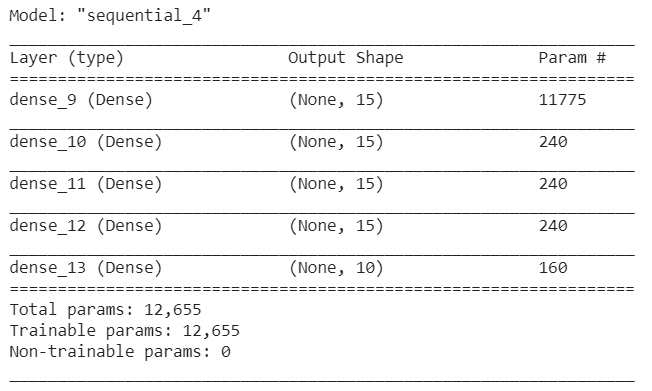 Model: "sequential_4"
_________________________________________________________________
Layer (type)                 Output Shape              Param #
=================================================================
dense_9 (Dense)              (None, 15)                11775
_________________________________________________________________
dense_10 (Dense)             (None, 15)                240
_________________________________________________________________
dense_11 (Dense)             (None, 15)                240
_________________________________________________________________
dense_12 (Dense)             (None, 15)                240
_________________________________________________________________
dense_13 (Dense)             (None, 10)                160
=================================================================
Total params: 12,655
Trainable params: 12,655
Non-trainable params: 0
_________________________________________________________________